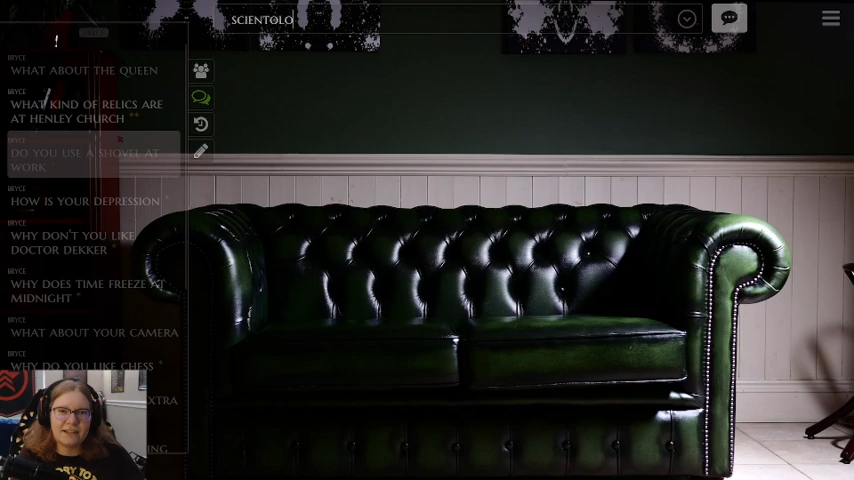 SCIENTOLO
BRYCE
WHAT ABOUT THE QUEEN
BRYCE
WHAT KIND OF RELICS ARE
AT HENLEY CHURCH **
BRYCE
DO YOU USE A SHOVEL AT
WORK *
BRYCE
HOW IS YOUR DEPRESSION *
BRYCE
WHY DON'T YOU LIKE
DOCTOR DEKKER *
BRYCE
WHY DOES TIME FREEZE AT
MIDNIGHT *
BRYCE
WHAT ABOUT YOUR CAMERA
BRYCE
WHY DO YOU LIKE CHESS *